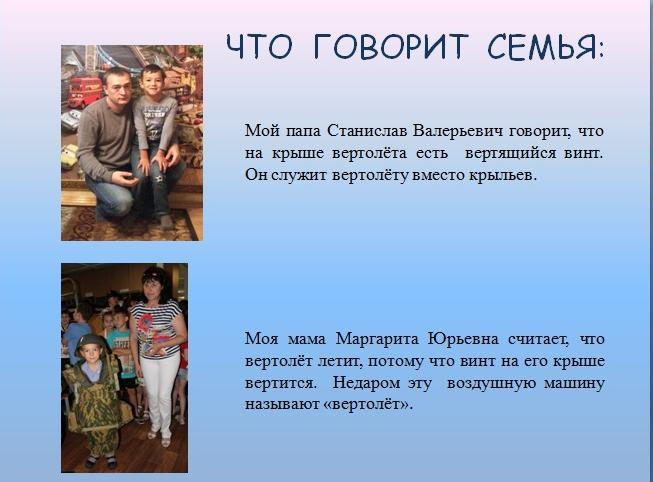 ЧТО ГОВОРИТ СЕМЬЯ:
Мой папа Станислав Валерьевич говорит, что
на крыше вертолёта есть вертящийся винт.
Он служит вертолёту вместо крыльев.
Моя мама Маргарита Юрьевна считает, что
вертолёт летит, потому что винт на его крыше
вертится. Недаром эту воздушную машину
называют «вертолёт».